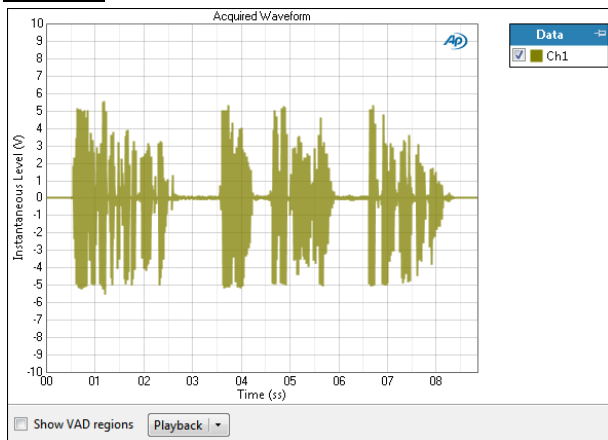 Acquired Waveform
10
9
8
7
6
5
4
3
2
1
0
-1
-2
-3
-4
-5
-6
-7
-8
-9
-10
Instantaneous Level (V)
00 01 02 03 04 05 06 07 08
Time (ss)
AP
Data
Ch1
Show VAD regions Playback